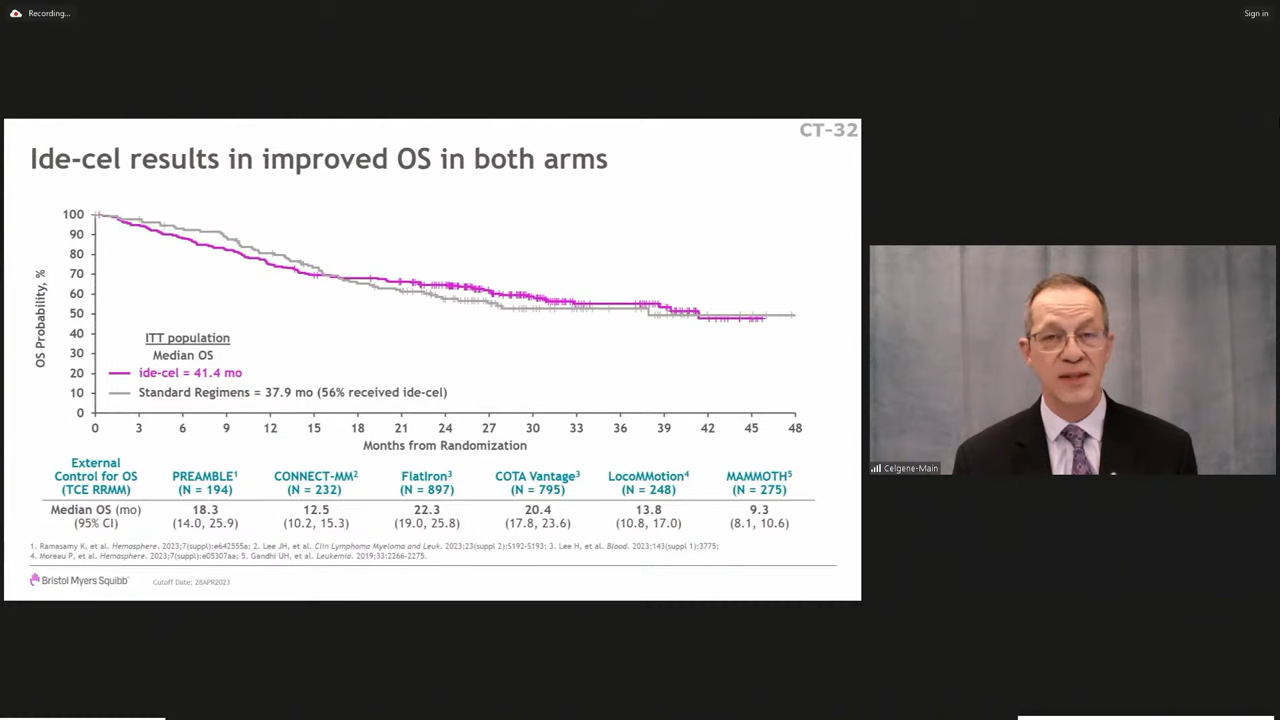 Recording...
Sign in
CT-32
Ide-cel results in improved OS in both arms
OS Probability, %
100
90
80
70
60
50
40
30
20
10
0
ITT population
Median OS
ide-cel = 41.4 mo
Standard Regimens = 37.9 mo (56% received ide-cel)
0 3 6 9 12 15 18 21 24 27 30 33 36 39 42 45 48
Months from Randomization
External
Control for OS
(TCE RRMM)
PREAMBLE¹
(N = 194)
CONNECT-MM²
(N = 232)
FlatIron³
(N = 897)
COTA Vantage³
(N = 795)
LocoMMotion⁴
(N = 248)
MAMMOTH⁵
(N = 275)
Median OS (mo) 18.3 12.5 22.3 20.4 13.8 9.3
(95% CI) (14.0, 25.9) (10.2, 15.3) (19.0, 25.8) (17.8, 23.6) (10.8, 17.0) (8.1, 10.6)
1. Ramasamy K, et al. Hemasphere. 2023;7(suppl):e642555a; 2. Lee JH, et al. Clin Lymphoma Myeloma and Leuk. 2023;23(suppl 2):S192-S193; 3. Lee H, et al. Blood. 2023;143(suppl 1):3775;
4. Moreau P, et al. Hemasphere. 2023;7(suppl):e05307aa; 5. Gandhi UH, et al. Leukemia. 2019;33:2266-2275.
Bristol Myers Squibb™
Cutoff Date: 28APR2023
Celgene-Main